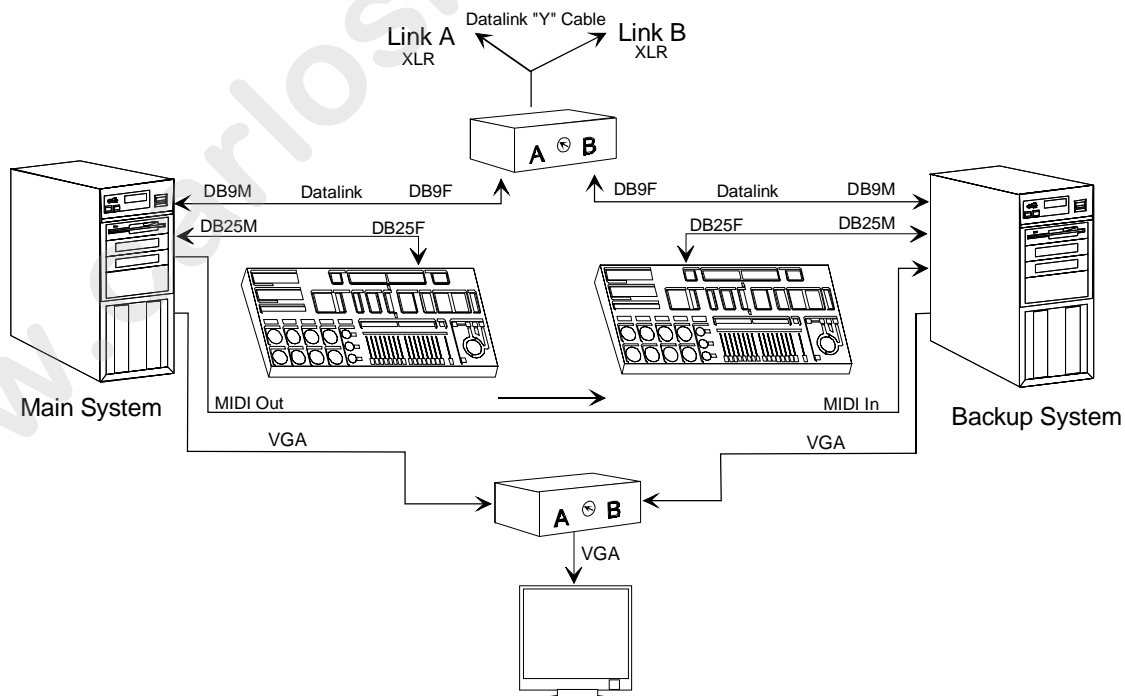 Datalink "Y" Cable
Link A
XLR
Link B
XLR
A B
DB9M Datalink DB9F
DB9F Datalink DB9M
DB25M DB25F
DB25F DB25M
Main System
MIDI Out
MIDI In
Backup System
VGA
VGA
A B
VGA
w.carlos